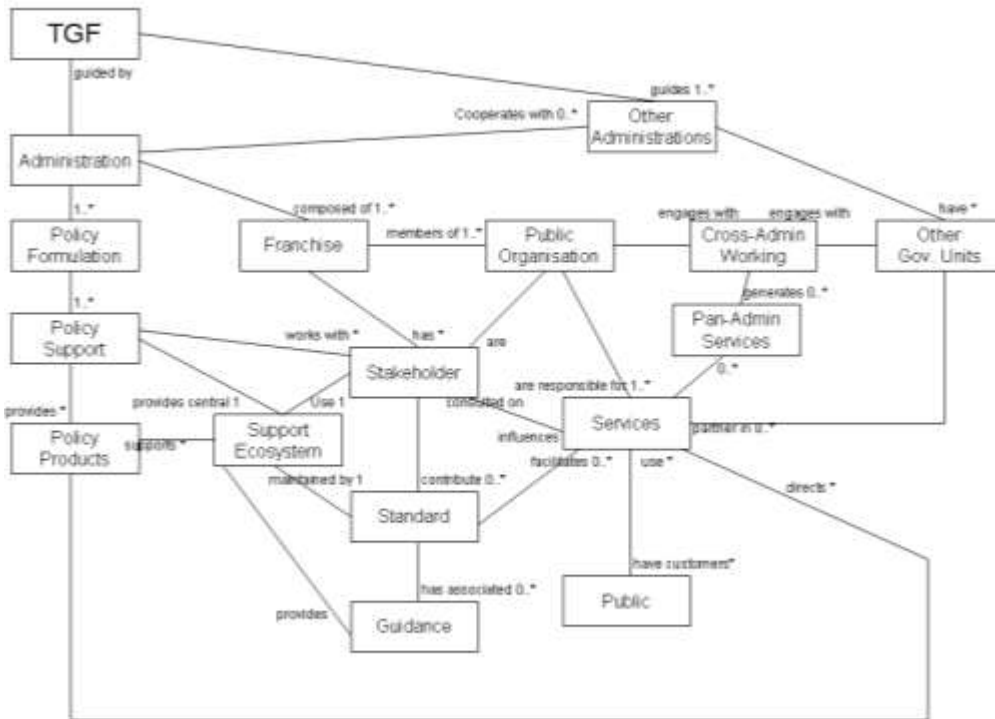 TGF
guided by
guides 1..*
Cooperates with 0..*
Other
Administrations
Administration
composed of 1..*
1..*
engages with
engages with
have *
Policy
Formulation
Franchise
members of 1..*
Public
Organisation
Cross-Admin
Working
Other
Gov. Units
generates 0..*
1..*
Pan-Admin
Services
Policy
Support
works with *
has *
are
Stakeholder
0..*
are responsible for 1..*
provides *
provides central 1
Use 1
consulted on
Policy
Products
supports *
Support
Ecosystem
influences
Services
partner in 0..*
facilitates 0..*
use *
maintained by 1
contribute 0..*
directs *
Standard
has associated 0..*
have customers*
provides
Guidance
Public